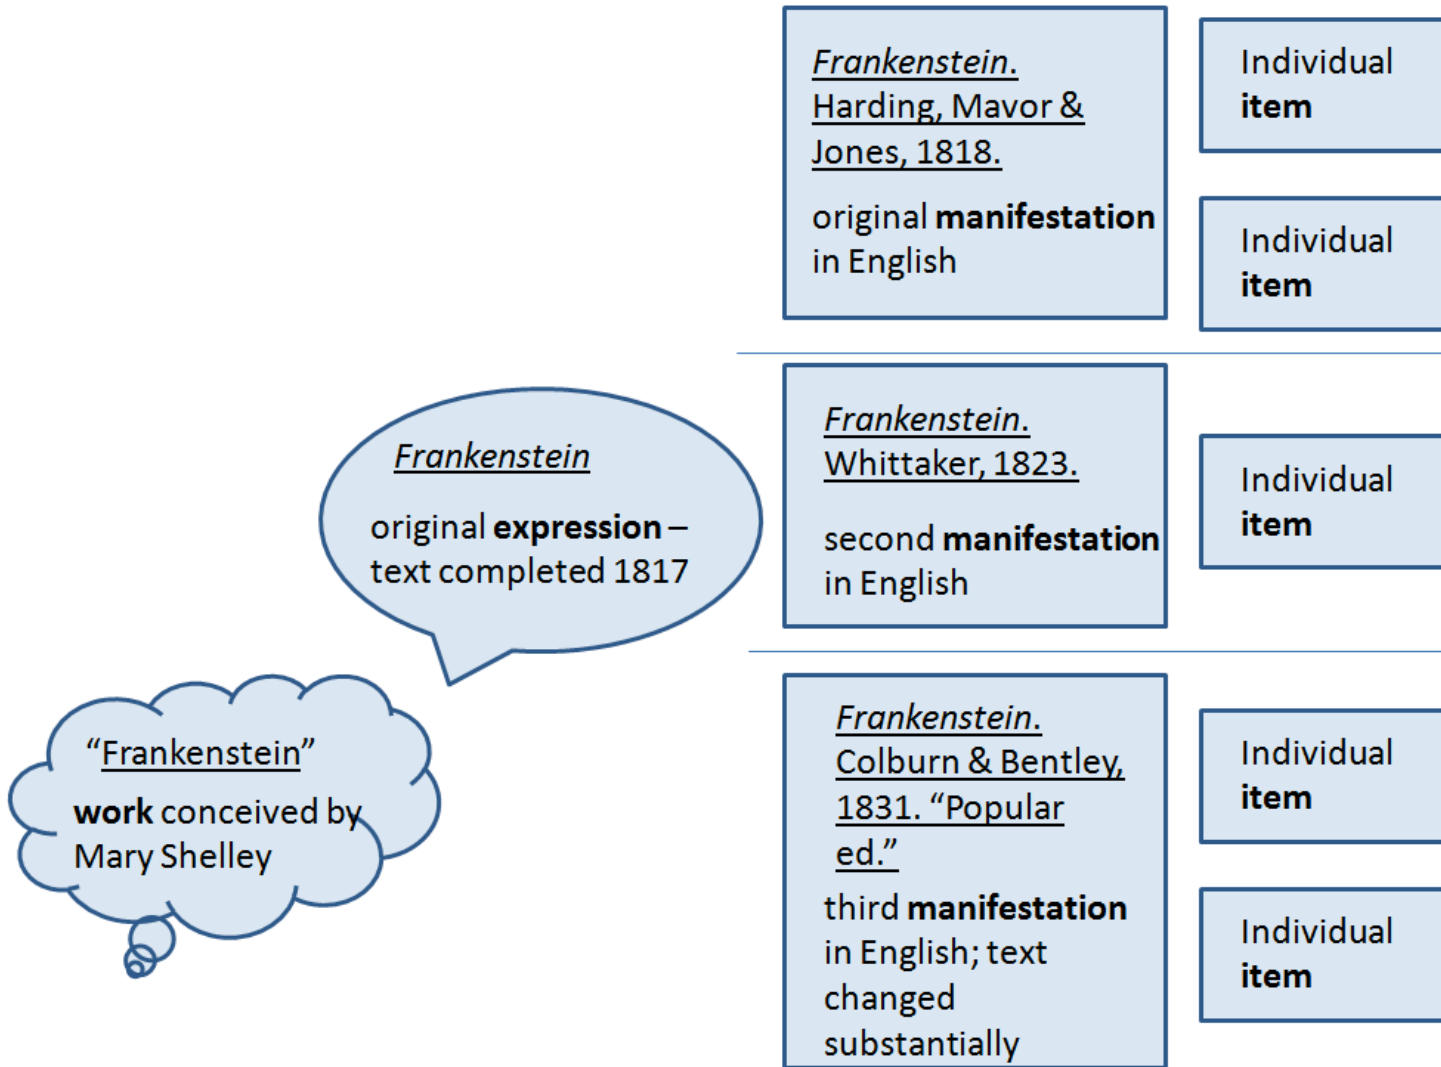 Frankenstein.
Harding, Mavor &
Jones, 1818.
original manifestation
in English
Individual
item
Individual
item
Frankenstein
original expression –
text completed 1817
Frankenstein.
Whittaker, 1823.
second manifestation
in English
Individual
item
“Frankenstein”
work conceived by
Mary Shelley
Frankenstein.
Colburn & Bentley,
1831. “Popular
ed.”
third manifestation
in English; text
changed
substantially
Individual
item
Individual
item